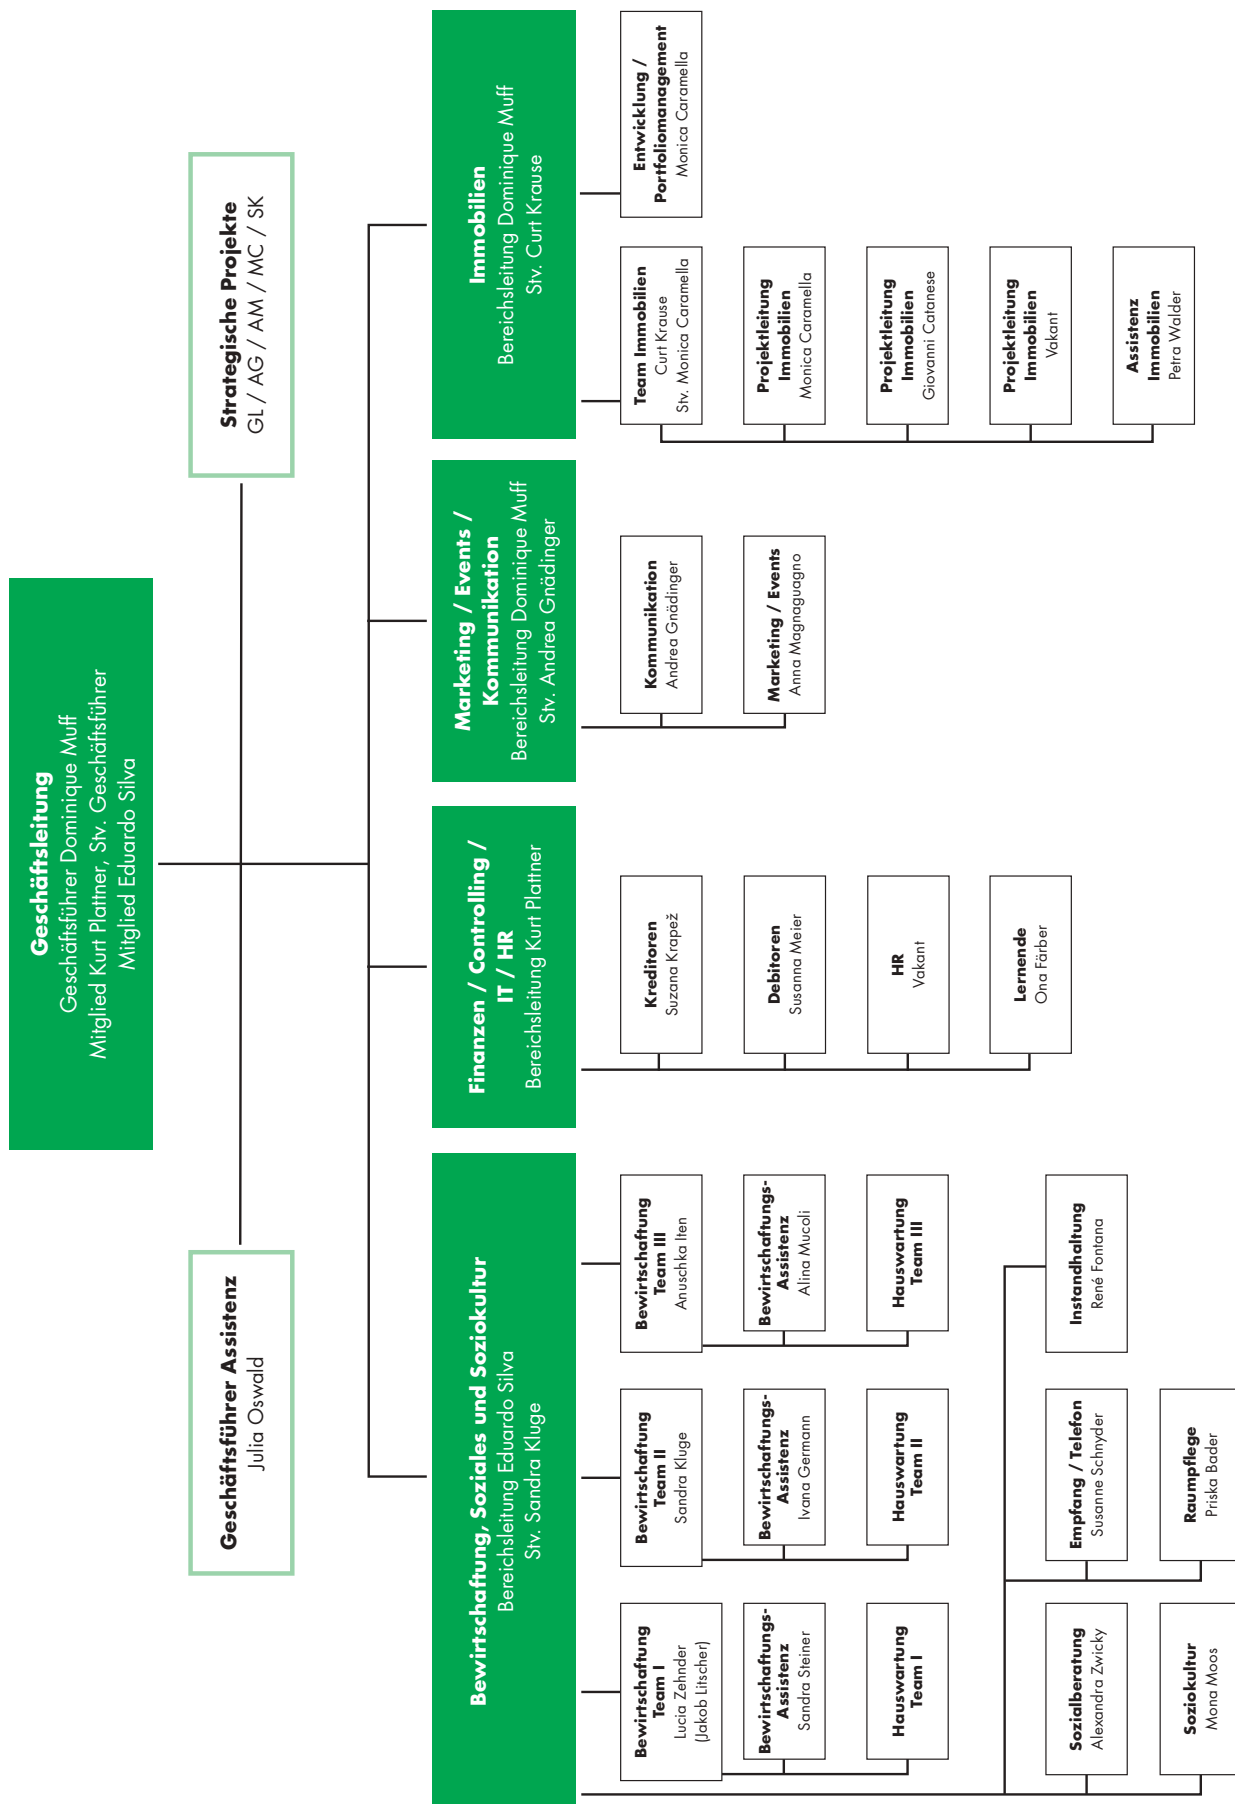 Geschäftsleitung
Geschäftsführer Dominique Muff
Mitglied Kurt Plattner, Stv. Geschäftsführer
Mitglied Eduardo Silva
Geschäftsführer Assistenz
Julia Oswald
Strategische Projekte
GL / AG / AM / MC / SK
Bewirtschaftung, Soziales und Soziokultur
Bereichsleitung Eduardo Silva
Stv. Sandra Kluge
Finanzen / Controlling /
IT / HR
Bereichsleitung Kurt Plattner
Marketing / Events /
Kommunikation
Bereichsleitung Dominique Muff
Stv. Andrea Gnädinger
Immobilien
Bereichsleitung Dominique Muff
Stv. Curt Krause
Bewirtschaftung
Team I
Lucia Zehnder
(Jakob Litscher)
Bewirtschaftungs-
Assistenz
Sandra Steiner
Hauswartung
Team I
Bewirtschaftung
Team II
Sandra Kluge
Bewirtschaftungs-
Assistenz
Ivana Germann
Hauswartung
Team II
Bewirtschaftung
Team III
Anuschka Iten
Bewirtschaftungs-
Assistenz
Alina Mucoli
Hauswartung
Team III
Sozialberatung
Alexandra Zwicky
Soziokultur
Mona Moos
Empfang / Telefon
Susanne Schnyder
Raumpflege
Priska Bader
Instandhaltung
René Fontana
Kreditoren
Suzana Krapež
Debitoren
Susanna Meier
HR
Vakant
Lernende
Ona Färber
Kommunikation
Andrea Gnädinger
Marketing / Events
Anna Magnaguagno
Team Immobilien
Curt Krause
Stv. Monica Caramella
Projektleitung
Immobilien
Monica Caramella
Projektleitung
Immobilien
Giovanni Catanese
Projektleitung
Immobilien
Vakant
Assistenz
Immobilien
Petra Walder
Entwicklung /
Portfoliomanagement
Monica Caramella